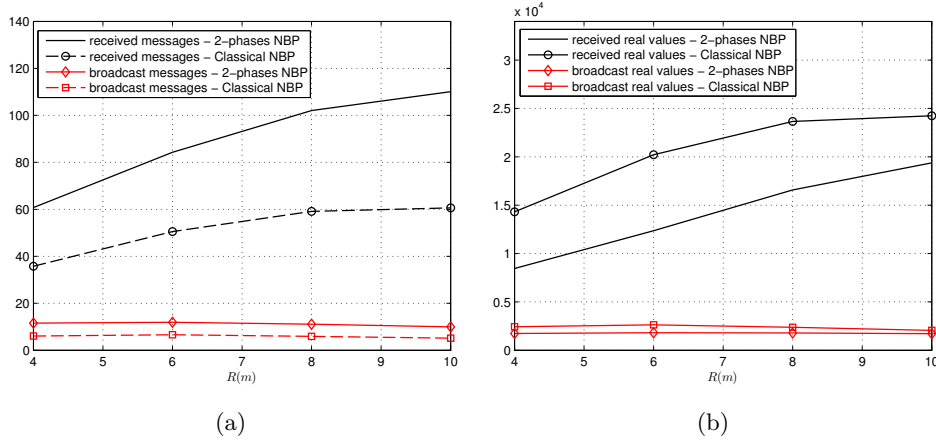 140
120
100
80
60
40
20
0
received messages − 2−phases NBP
received messages − Classical NBP
broadcast messages − 2−phases NBP
broadcast messages − Classical NBP
4 5 6 7 8 9 10
R(m)
(a)
x 10⁴
3
2.5
2
1.5
1
0.5
0
received real values − 2−phases NBP
received real values − Classical NBP
broadcast real values − 2−phases NBP
broadcast real values − Classical NBP
4 5 6 7 8 9 10
R(m)
(b)